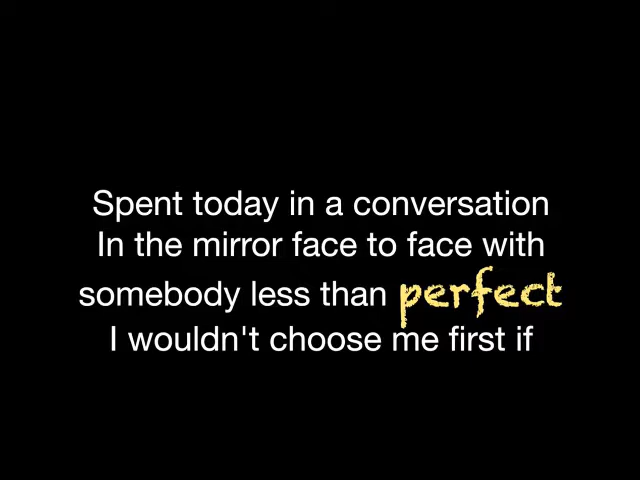 Spent today in a conversation
In the mirror face to face with
somebody less than perfect
I wouldn't choose me first if